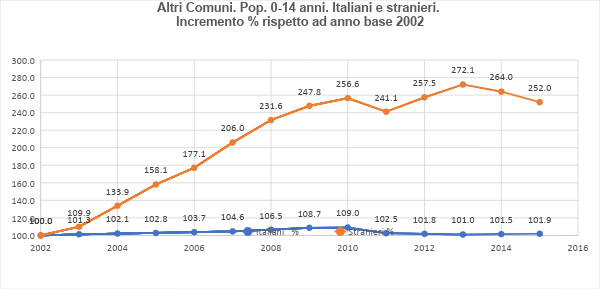 Altri Comuni. Pop. 0-14 anni. Italiani e stranieri.
Incremento % rispetto ad anno base 2002
300.0
280.0
260.0
240.0
220.0
200.0
180.0
160.0
140.0
120.0
100.0
100.0 109.9 133.9 158.1 177.1 206.0 231.6 247.8 256.6 241.1 257.5 272.1 264.0 252.0
100.0 101.3 102.1 102.8 103.7 104.6 106.5 108.7 109.0 102.5 101.8 101.0 101.5 101.9
Italiani % Stranieri %
2002 2004 2006 2008 2010 2012 2014 2016